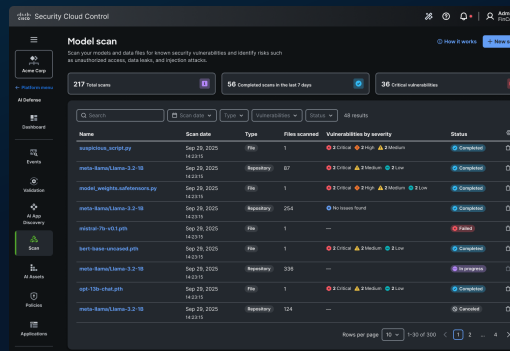 cisco Security Cloud Control
Admi
FinCo
Model scan
Scan your models and data files for known security vulnerabilities and identify risks such
as unauthorized access, data leaks, and injection attacks.
How it works
+ New s
Acme Corp
← Platform menu
AI Defense
Dashboard
Events
Validation
AI App
Discovery
Scan
AI Assets
Policies
Applications
217 Total scans
56 Completed scans in the last 7 days
36 Critical vulnerabilities
Search
Scan date
Type
Vulnerabilities
Status
48 results
Name Scan date Type Files scanned Vulnerabilities by severity Status
suspicious_script.py Sep 29, 2025 File 1 2 Critical 2 High 2 Medium Completed
14:23:15
meta-llama/Llama-3.2-1B Sep 29, 2025 Repository 87 2 Critical 2 Medium 2 Low Completed
14:23:15
model_weights.safetensors.py Sep 29, 2025 File 1 2 Critical 2 High 2 Medium 2 Low Completed
14:23:15
meta-llama/Llama-3.2-1B Sep 29, 2025 Repository 254 No issues found Completed
14:23:15
mistral-7b-v0.1.pth Sep 29, 2025 File 1 — Failed
14:23:15
bert-base-uncased.pth Sep 29, 2025 File 1 2 Critical 2 Medium 2 Low Completed
14:23:15
meta-llama/Llama-3.2-1B Sep 29, 2025 Repository 336 — In progress
14:23:15
opt-13b-chat.pth Sep 29, 2025 File 1 2 Critical 2 Medium 2 Low Completed
14:23:15
meta-llama/Llama-3.2-1B Sep 29, 2025 Repository 124 — Canceled
14:23:15
Rows per page 10 1-10 of 300 1 2 ... 4